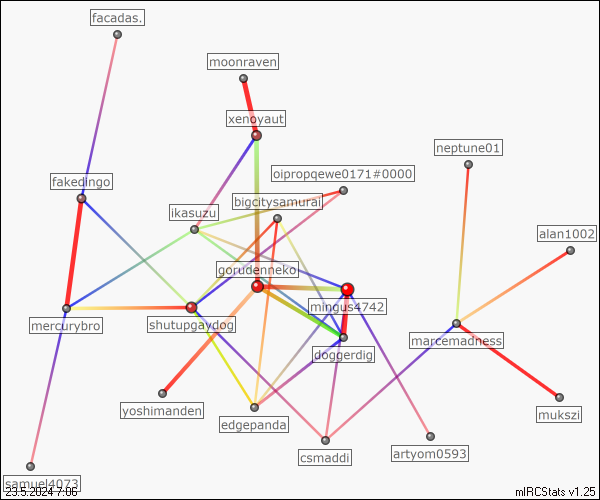 facadas.
moonraven
xenoyaut
neptune01
oipropqewe0171#0000
fakedingo
bigcitysamurai
ikasuzu
alan1002
gorudenneko
mingus4742
mercurybro
shutupgaydog
marcemadness
doggerdig
yoshimanden
mukszi
edgepanda
artyom0593
csmaddi
samuel4073
23.5.2024 7:06
mIRCStats v1.25